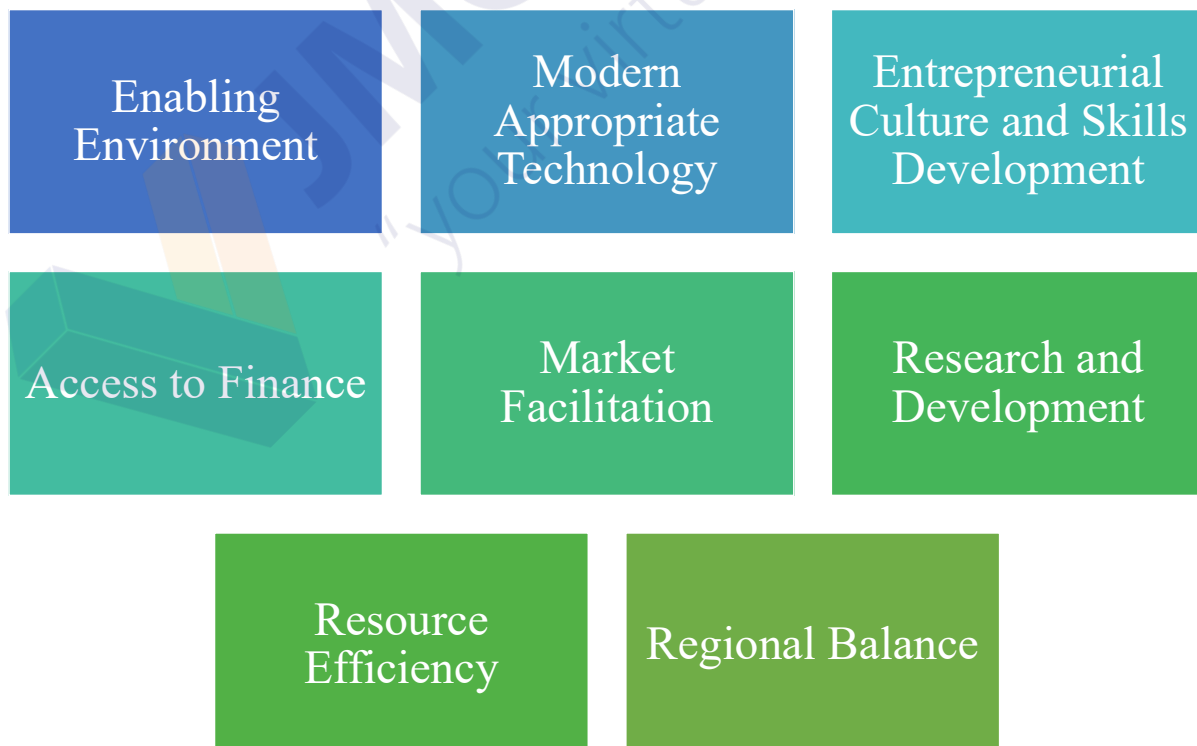 Enabling
Environment
Modern
Appropriate
Technology
Entrepreneurial
Culture and Skills
Development
Access to Finance
Market
Facilitation
Research and
Development
Resource
Efficiency
Regional Balance
"your